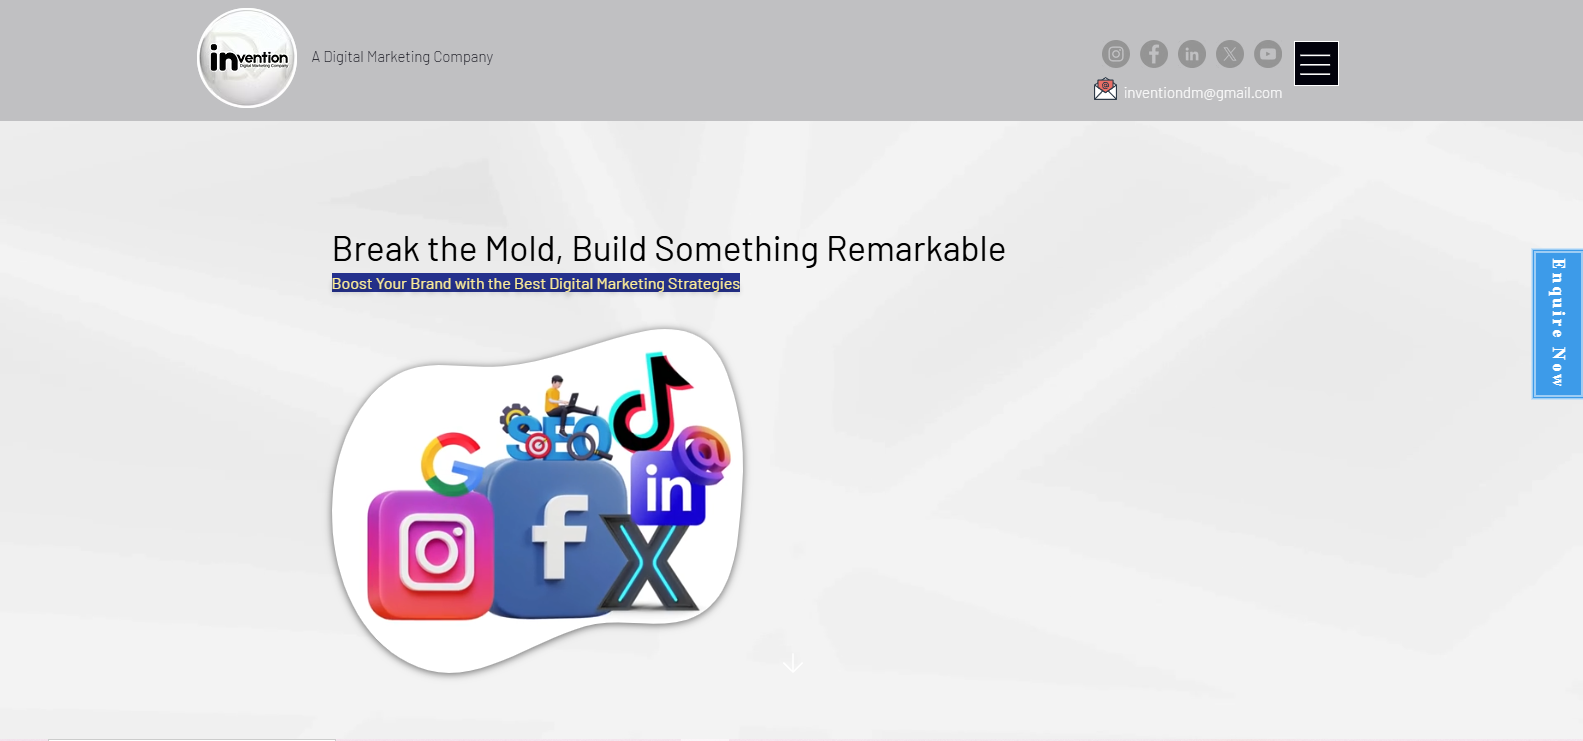 invention
Digital Marketing Company
A Digital Marketing Company
inventiondm@gmail.com
Break the Mold, Build Something Remarkable
Boost Your Brand with the Best Digital Marketing Strategies
Enquire Now
SEO
in